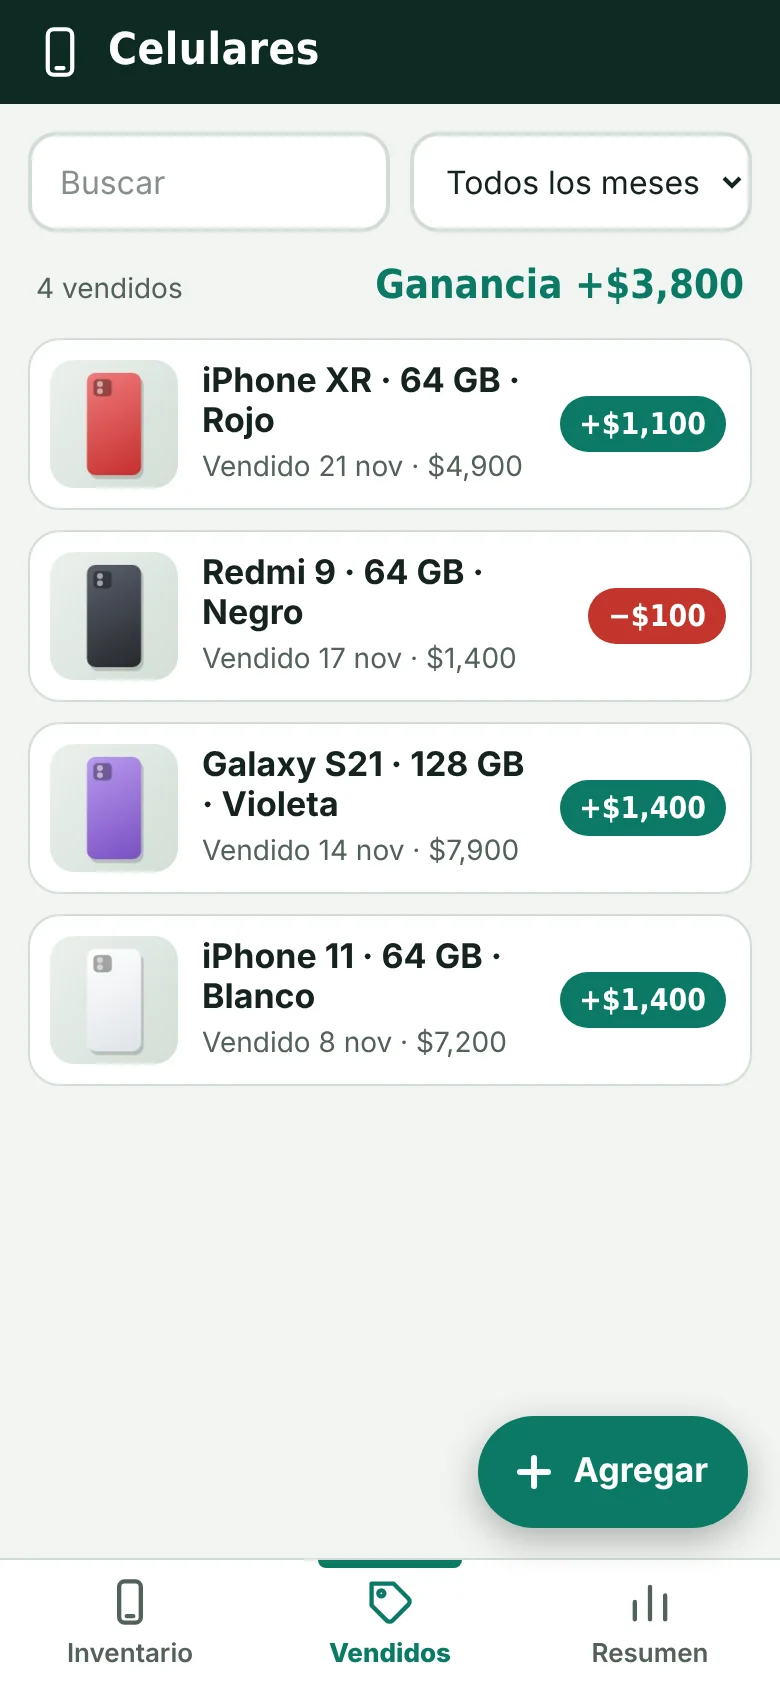 Celulares
Buscar
Todos los meses
4 vendidos
Ganancia +$3,800
iPhone XR · 64 GB ·
Rojo
Vendido 21 nov · $4,900
+$1,100
Redmi 9 · 64 GB ·
Negro
Vendido 17 nov · $1,400
−$100
Galaxy S21 · 128 GB
· Violeta
Vendido 14 nov · $7,900
+$1,400
iPhone 11 · 64 GB ·
Blanco
Vendido 8 nov · $7,200
+$1,400
Agregar
Inventario
Vendidos
Resumen